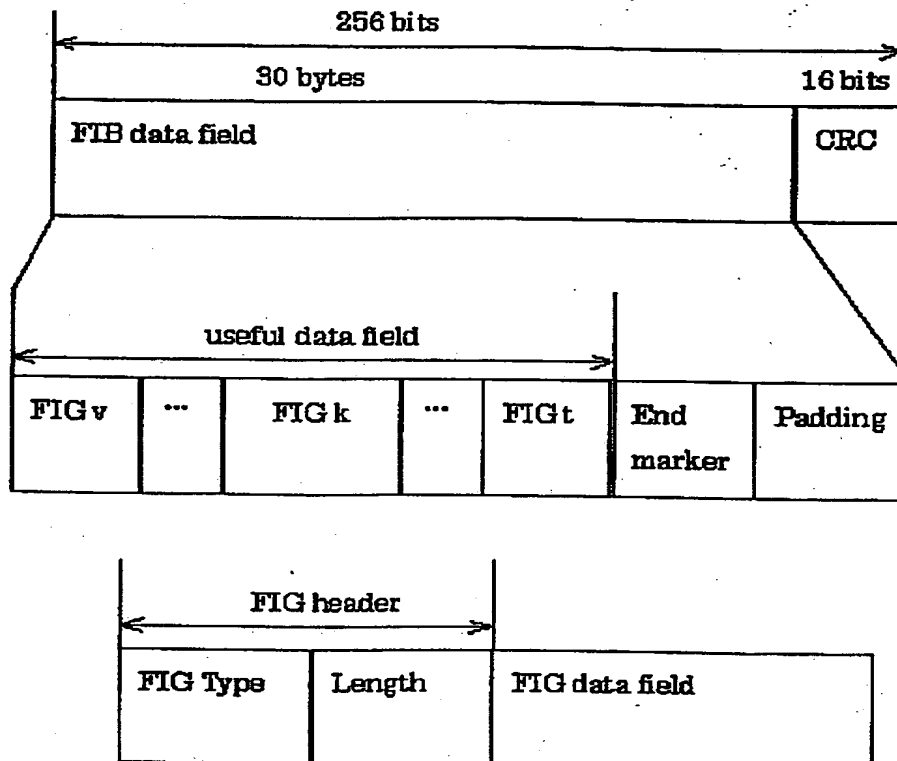 256 bits
30 bytes
16 bits
FIB data field
CRC
useful data field
FIG v
...
FIG k
...
FIG t
End
marker
Padding
FIG header
FIG Type
Length
FIG data field